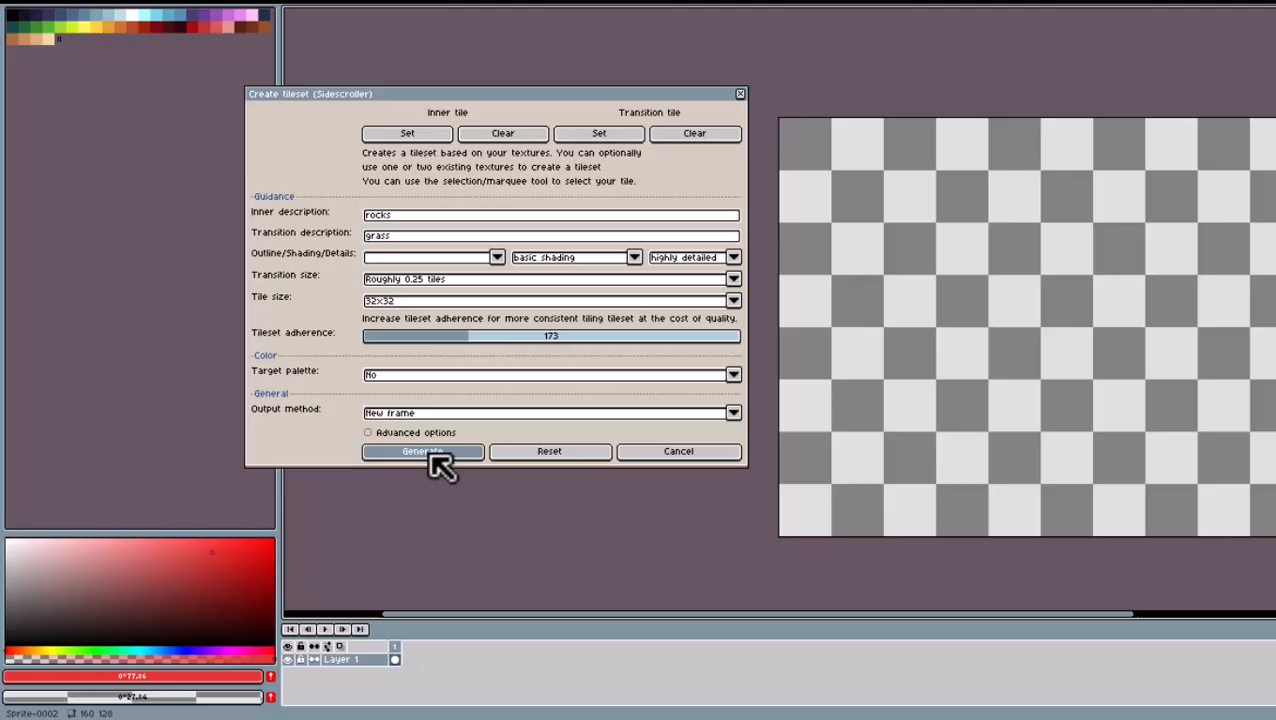 Create tileset (Sidescroller)
Inner tile
Transition tile
Set
Clear
Set
Clear
Creates a tileset based on your textures. You can optionally
use one or two existing textures to create a tileset
You can use the selection/marquee tool to select your tile.
Guidance
Inner description:
rocks
Transition description:
grass
Outline/Shading/Details:
basic shading
highly detailed
Transition size:
Roughly 0.25 tiles
Tile size:
32x32
Increase tileset adherence for more consistent tiling tileset at the cost of quality.
Tileset adherence:
173
Color
Target palette:
No
General
Output method:
New frame
Advanced options
Generate
Reset
Cancel
1
Layer 1
Sprite-0002
160 128